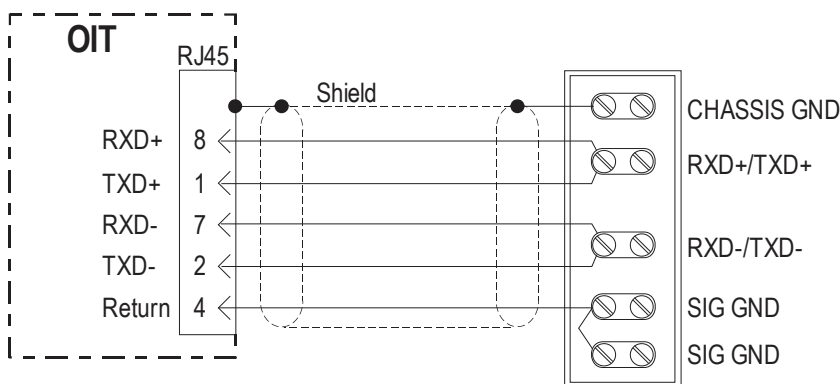 OIT
RJ45
Shield
CHASSIS GND
RXD+ 8
RXD+/TXD+
TXD+ 1
RXD- 7
RXD-/TXD-
TXD- 2
Return 4
SIG GND
SIG GND